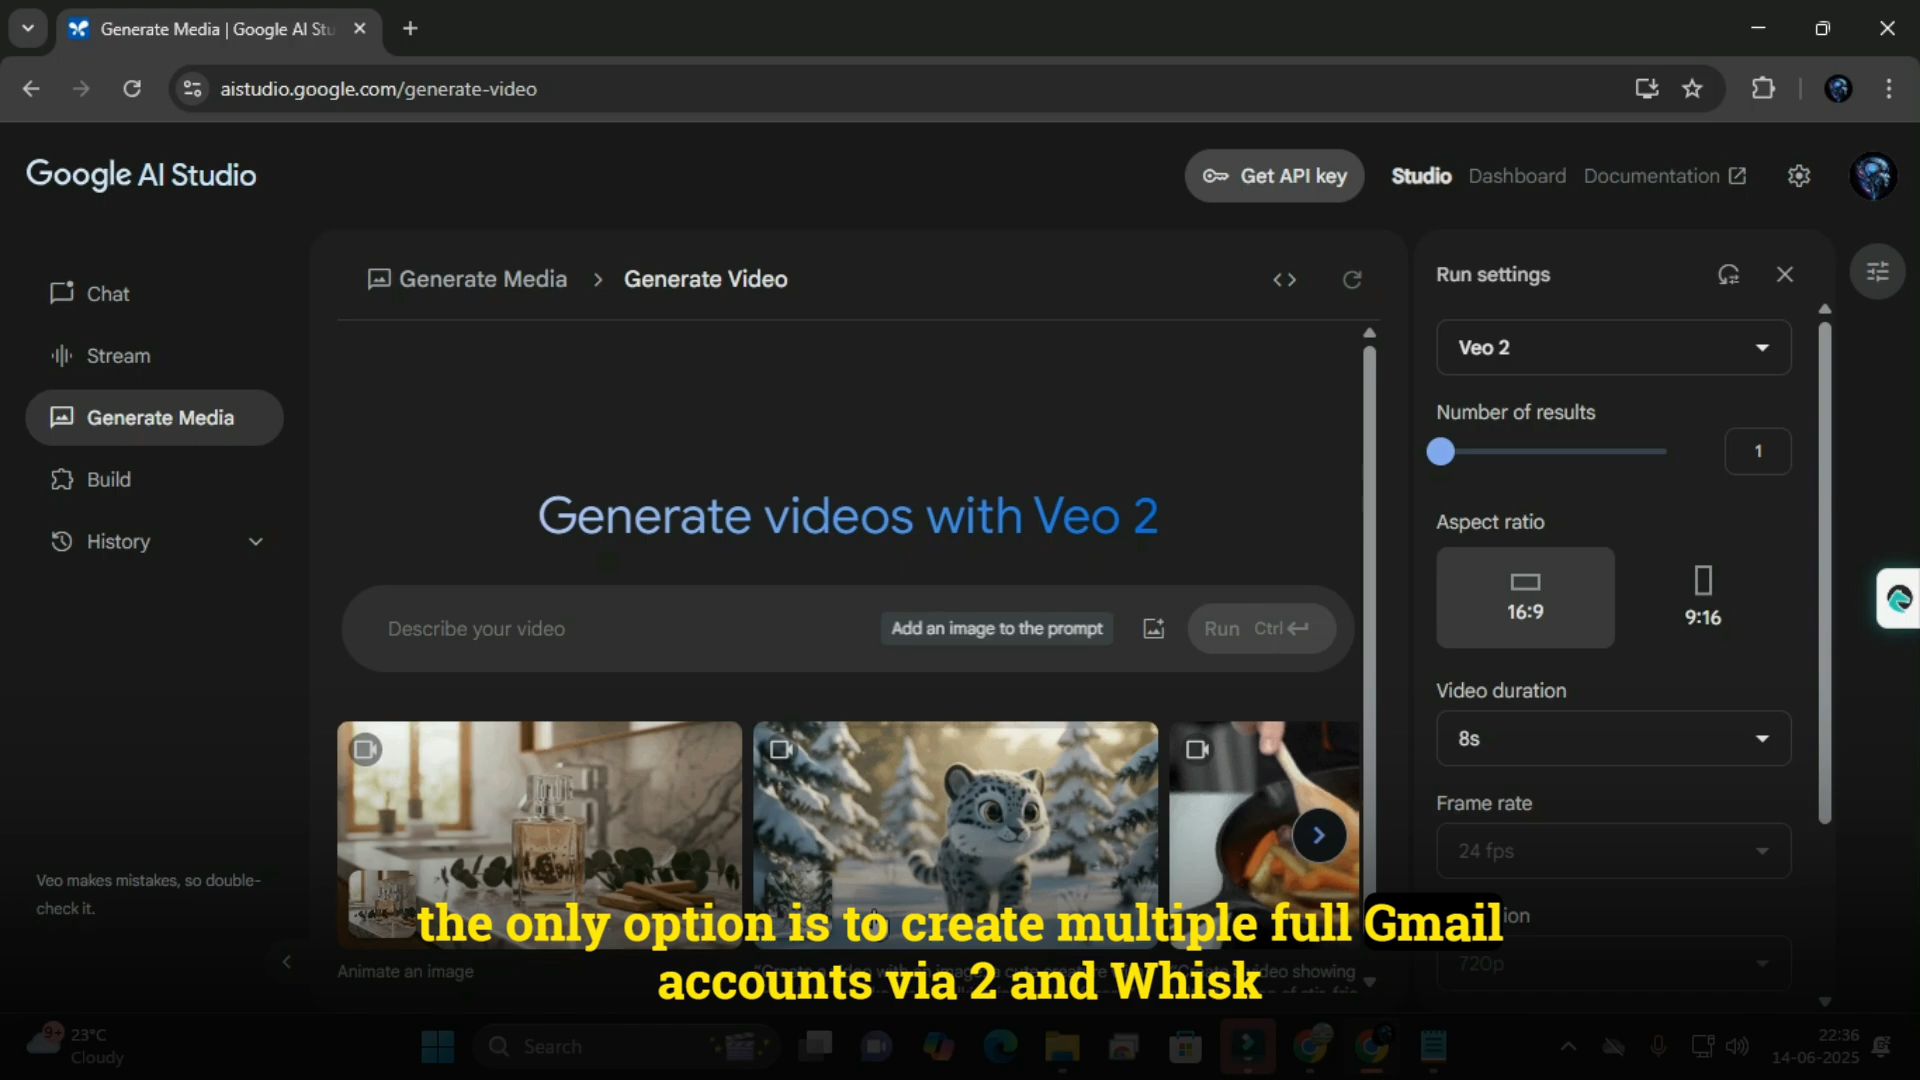 Generate Media | Google AI Stu
aistudio.google.com/generate-video
Google AI Studio
Get API key
Studio
Dashboard
Documentation
Chat
Stream
Generate Media
Build
History
Veo makes mistakes, so double-
check it.
Generate Media > Generate Video
Generate videos with Veo 2
Describe your video
Add an image to the prompt
Run Ctrl
Animate an image
Run settings
Veo 2
Number of results
1
Aspect ratio
16:9
9:16
Video duration
8s
Frame rate
24 fps
720p
the only option is to create multiple full Gmail
accounts via 2 and Whisk
9+
23°C
Cloudy
Search
22:36
14-06-2025